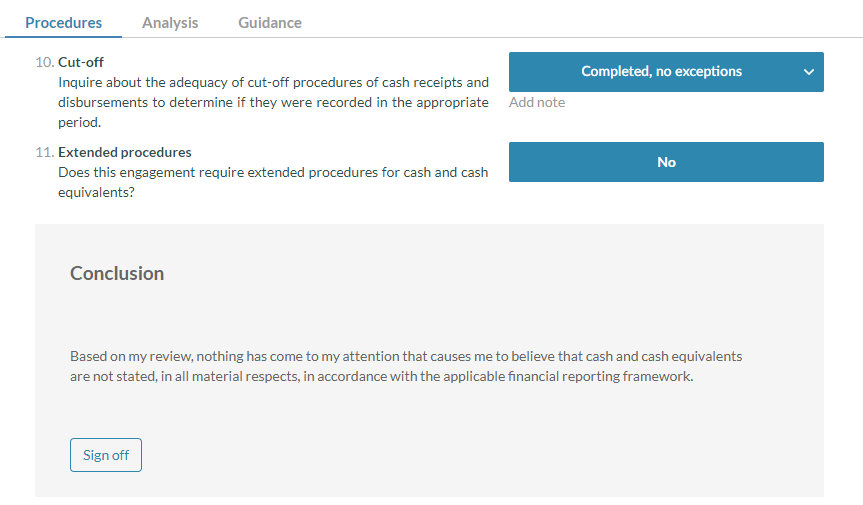 Procedures Analysis Guidance
10. Cut-off
Inquire about the adequacy of cut-off procedures of cash receipts and
disbursements to determine if they were recorded in the appropriate
period.
Completed, no exceptions
Add note
11. Extended procedures
Does this engagement require extended procedures for cash and cash
equivalents?
No
Conclusion
Based on my review, nothing has come to my attention that causes me to believe that cash and cash equivalents
are not stated, in all material respects, in accordance with the applicable financial reporting framework.
Sign off